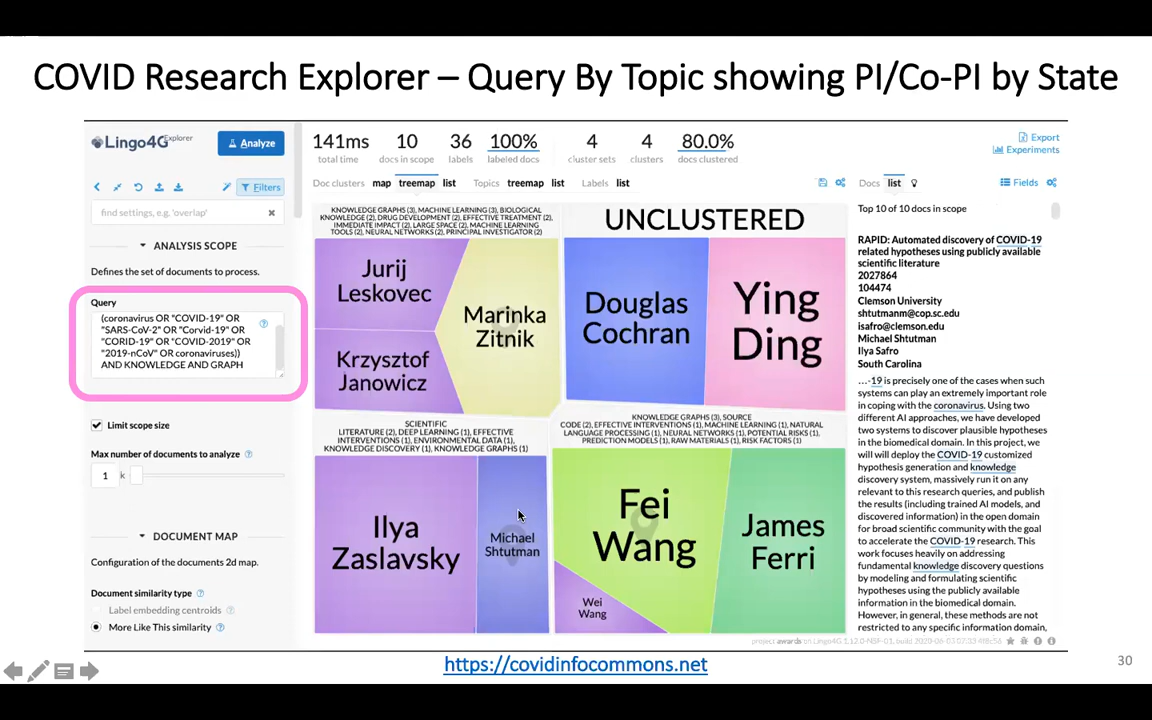 COVID Research Explorer – Query By Topic showing PI/Co-PI by State
Lingo4G Explorer
Analyze
Filters
find settings, e.g. 'overlap'
ANALYSIS SCOPE
Defines the set of documents to process.
Query
(coronavirus OR "COVID-19" OR
"SARS-CoV-2" OR "Corvid-19" OR
"CORID-19" OR "COVID-2019" OR
"2019-nCoV" OR coronaviruses))
AND KNOWLEDGE AND GRAPH
Limit scope size
Max number of documents to analyze
1 k
DOCUMENT MAP
Configuration of the documents 2d map.
Document similarity type
Label embedding centroids
More Like This similarity
141ms
total time
10
docs in scope
36
labels
100%
labeled docs
4
cluster sets
4
clusters
80.0%
docs clustered
Doc clusters map treemap list Topics treemap list Labels list
KNOWLEDGE GRAPHS (3), MACHINE LEARNING (3), BIOLOGICAL
KNOWLEDGE (2), DRUG DEVELOPMENT (2), EFFECTIVE TREATMENT (2),
IMMEDIATE IMPACT (2), LARGE SPACE (2), MACHINE LEARNING
TOOLS (2), NEURAL NETWORKS (2), PRINCIPAL INVESTIGATOR (2)
Jurij
Leskovec
Marinka
Zitnik
Krzysztof
Janowicz
UNCLUSTERED
Douglas
Cochran
Ying
Ding
SCIENTIFIC
LITERATURE (2), DEEP LEARNING (1), EFFECTIVE
INTERVENTIONS (1), ENVIRONMENTAL DATA (1),
KNOWLEDGE DISCOVERY (1), KNOWLEDGE GRAPHS (1)
Ilya
Zaslavsky
Michael
Shtutman
KNOWLEDGE GRAPHS (3), SOURCE
CODE (2), EFFECTIVE INTERVENTIONS (1), MACHINE LEARNING (1), NATURAL
LANGUAGE PROCESSING (1), NEURAL NETWORKS (1), POTENTIAL RISKS (1),
PREDICTION MODELS (1), RAW MATERIALS (1), RISK FACTORS (1)
Fei
Wang
Wei
Wang
James
Ferri
Export
Experiments
Docs list
Fields
Top 10 of 10 docs in scope
RAPID: Automated discovery of COVID-19
related hypotheses using publicly available
scientific literature
2027864
104474
Clemson University
shtutmanm@cop.sc.edu
isafro@clemson.edu
Michael Shtutman
Ilya Safro
South Carolina
…-19 is precisely one of the cases when such
systems can play an extremely important role
in coping with the coronavirus. Using two
different AI approaches, we have developed
two systems to discover plausible hypotheses
in the biomedical domain. In this project, we
will will deploy the COVID-19 customized
hypothesis generation and knowledge
discovery system, massively run it on any
relevant to this research queries, and publish
the results (including trained AI models, and
discovered information) in the open domain
for broad scientific community with the goal
to accelerate the COVID-19 research. This
work focuses heavily on addressing
fundamental knowledge discovery questions
by modeling and formulating scientific
hypotheses using the publicly available
information in the biomedical domain.
However, in general, these methods are not
restricted to any specific information domain,
project awards on Lingo4G 1.12.0-NSF-01, build 2020-06-03
https://covidinfocommons.net
30